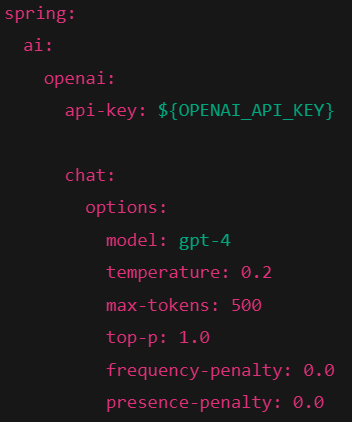 spring:
  ai:
    openai:
      api-key: ${OPENAI_API_KEY}

      chat:
        options:
          model: gpt-4
          temperature: 0.2
          max-tokens: 500
          top-p: 1.0
          frequency-penalty: 0.0
          presence-penalty: 0.0